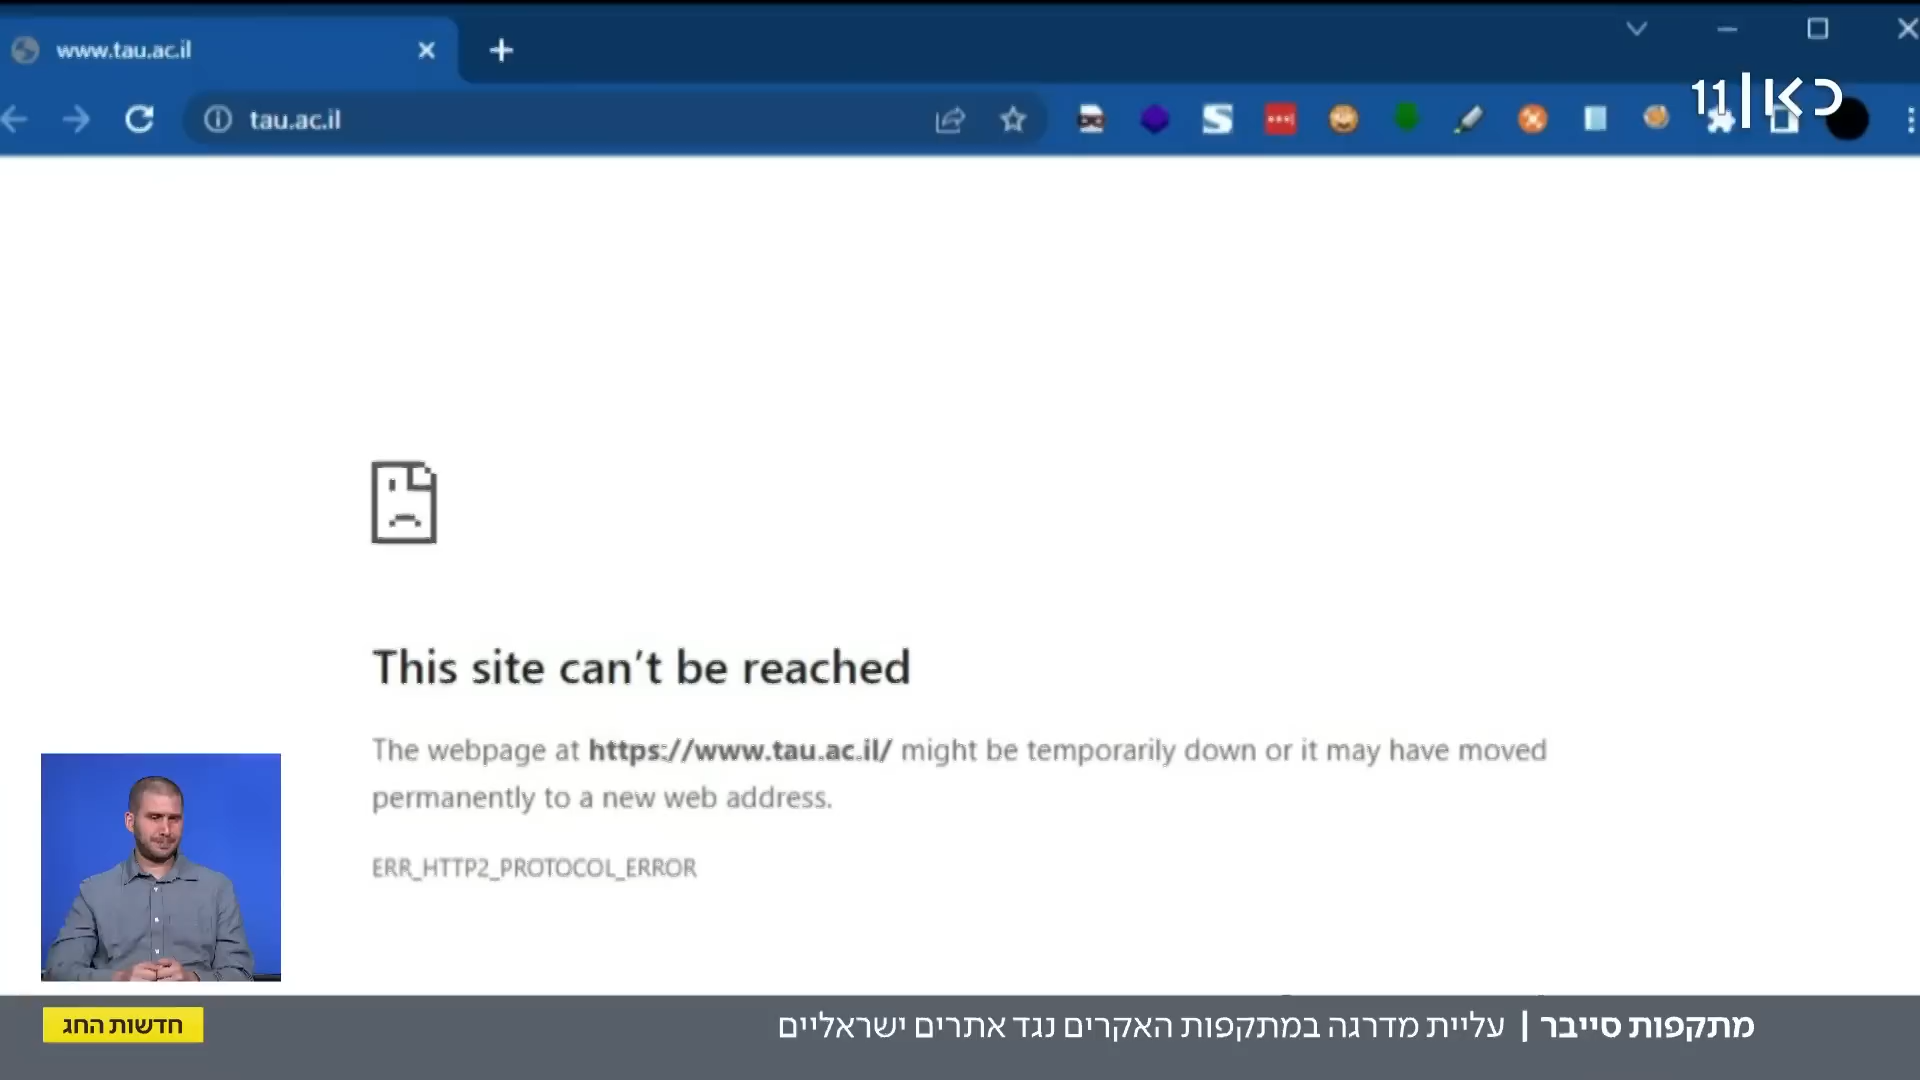 www.tau.ac.il
tau.ac.il
כאן 11
This site can't be reached
The webpage at https://www.tau.ac.il/ might be temporarily down or it may have moved
permanently to a new web address.
ERR_HTTP2_PROTOCOL_ERROR
מתקפות סייבר | עליית מדרגה במתקפות האקרים נגד אתרים ישראליים
חדשות החג